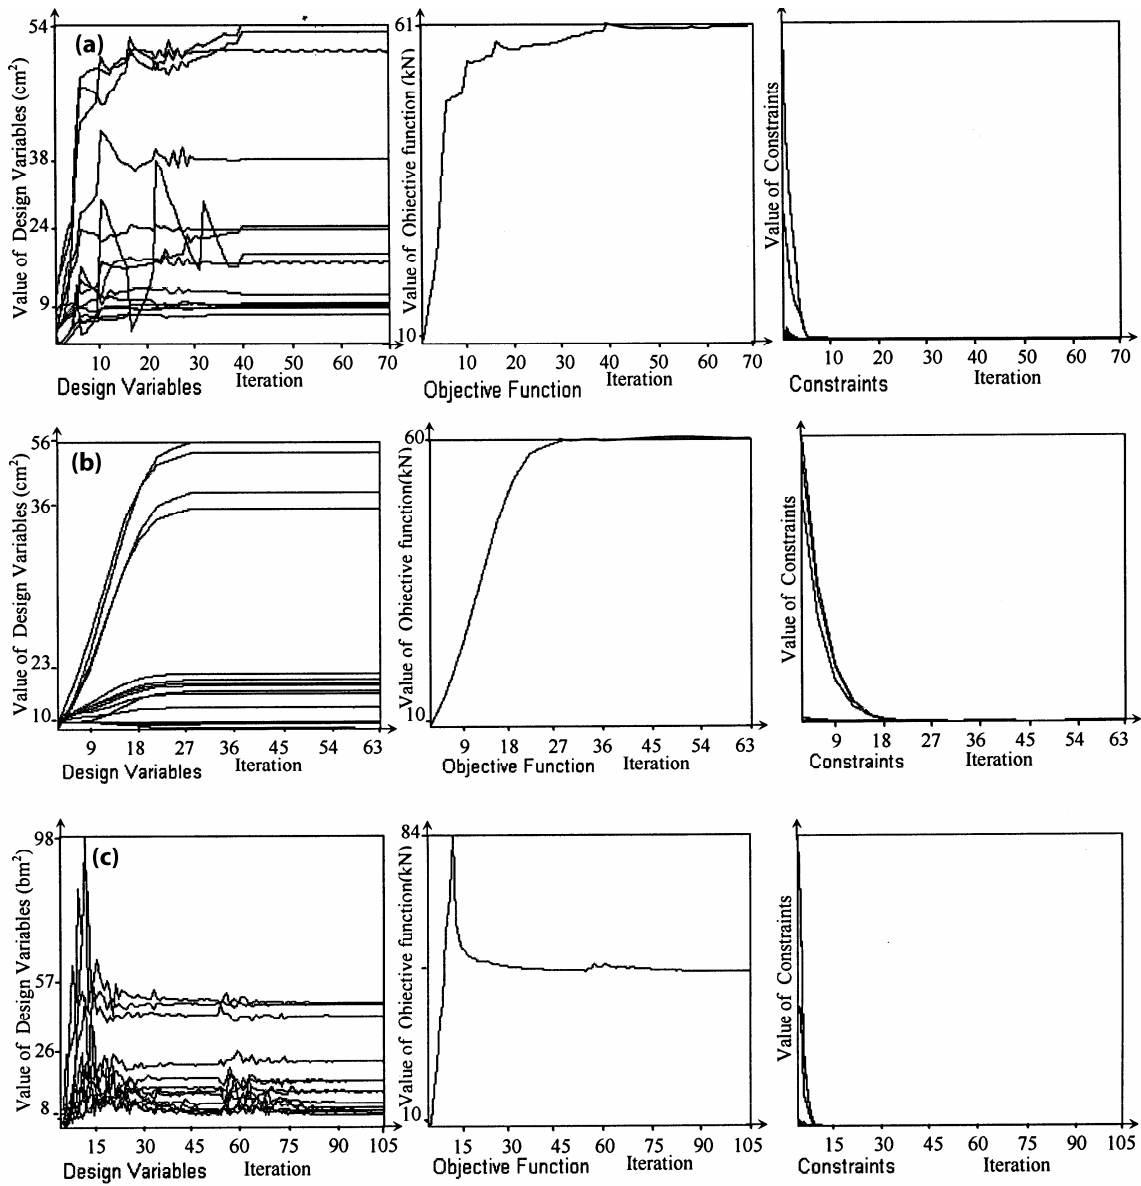 (a)
Value of Design Variables (cm²)
54
38
24
9
10 20 30 40 50 60 70
Design Variables Iteration
Value of Obiective function (kN)
61
10
10 20 30 40 50 60 70
Objective Function Iteration
Value of Constraints
10 20 30 40 50 60 70
Constraints Iteration
(b)
Value of Design Variables (cm²)
56
36
23
10
9 18 27 36 45 54 63
Design Variables Iteration
Value of Obiective function(kN)
60
10
9 18 27 36 45 54 63
Objective Function Iteration
Value of Constraints
9 18 27 36 45 54 63
Constraints Iteration
(c)
Value of Design Variables (bm²)
98
57
26
8
15 30 45 60 75 90 105
Design Variables Iteration
Value of Obiective function(kN)
84
10
15 30 45 60 75 90 105
Objective Function Iteration
Value of Constraints
15 30 45 60 75 90 105
Constraints Iteration